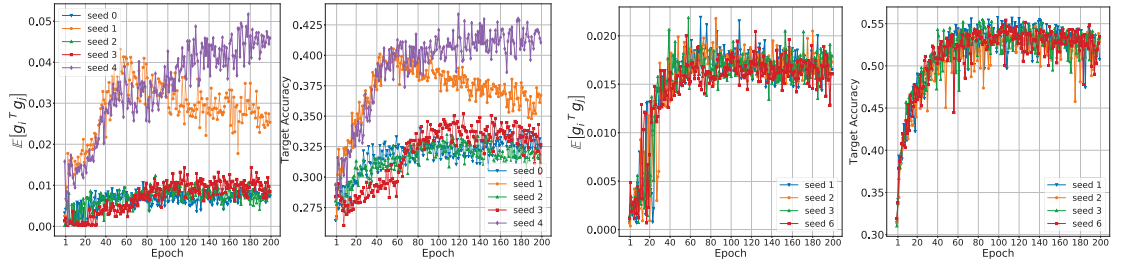 0.05
0.04
0.03
0.02
0.01
0.00
𝔼[g_i^T g_j]
seed 0
seed 1
seed 2
seed 3
seed 4
1 20 40 60 80 100 120 140 160 180 200
Epoch
0.425
0.400
0.375
0.350
0.325
0.300
0.275
Target Accuracy
seed 0
seed 1
seed 2
seed 3
seed 4
1 20 40 60 80 100 120 140 160 180 200
Epoch
0.020
0.015
0.010
0.005
0.000
𝔼[g_i^T g_j]
seed 1
seed 2
seed 3
seed 6
1 20 40 60 80 100 120 140 160 180 200
Epoch
0.55
0.50
0.45
0.40
0.35
0.30
Target Accuracy
seed 1
seed 2
seed 3
seed 6
1 20 40 60 80 100 120 140 160 180 200
Epoch